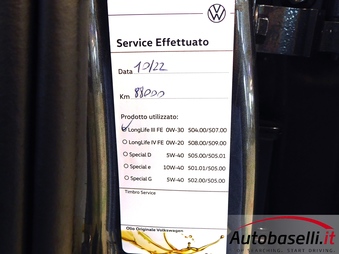 Service Effettuato
Data 10/22
Km 88000
Prodotto utilizzato:
LongLife III FE 0W-30 504.00/507.00
LongLife IV FE 0W-20 508.00/509.00
Special D 5W-40 505.00/505.01
Special e 10W-40 501.01/505.00
Special G 5W-40 502.00/505.00
Timbro Service
Olio Originale Volkswagen
Autobaselli.it